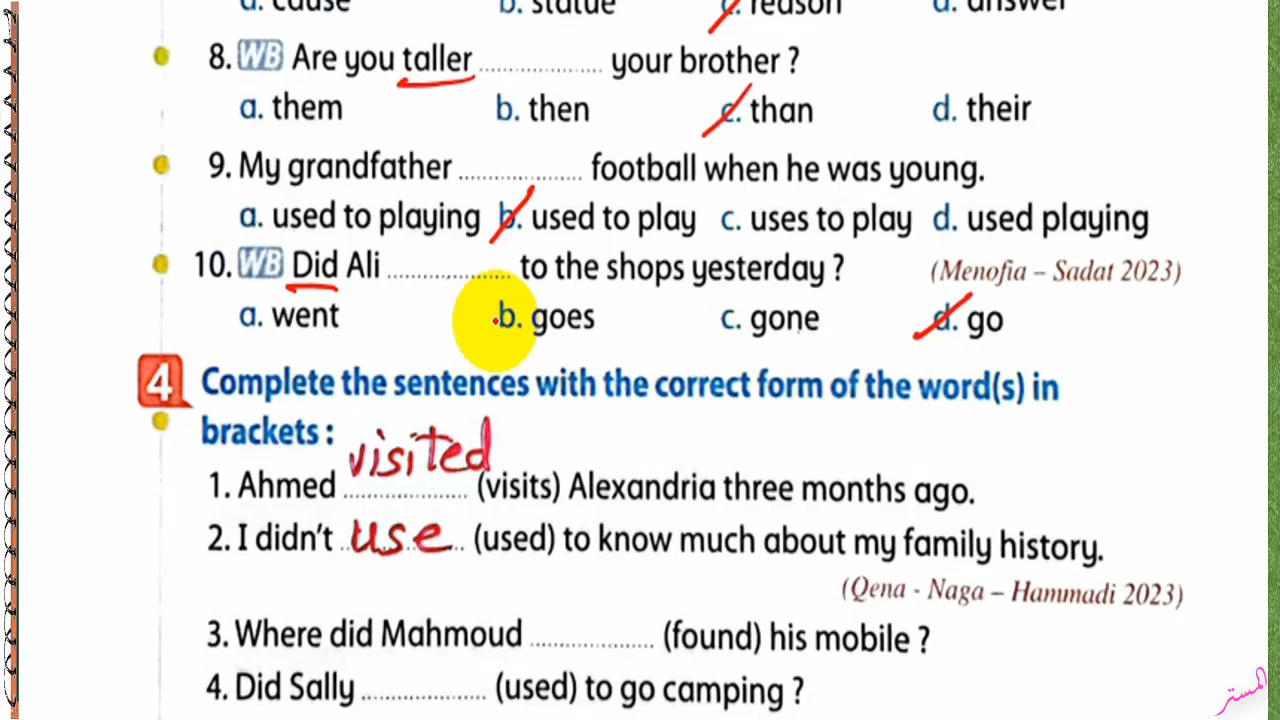 a. cause b. statue c. reason d. answer
8. WB Are you taller .................... your brother ?
a. them b. then c. than d. their
9. My grandfather .................... football when he was young.
a. used to playing b. used to play c. uses to play d. used playing
10. WB Did Ali .................... to the shops yesterday ? (Menofia – Sadat 2023)
a. went b. goes c. gone d. go
4 Complete the sentences with the correct form of the word(s) in
brackets :
visited
1. Ahmed .................... (visits) Alexandria three months ago.
2. I didn't use (used) to know much about my family history.
(Qena - Naga – Hammadi 2023)
3. Where did Mahmoud .................... (found) his mobile ?
4. Did Sally .................... (used) to go camping ?
المستر